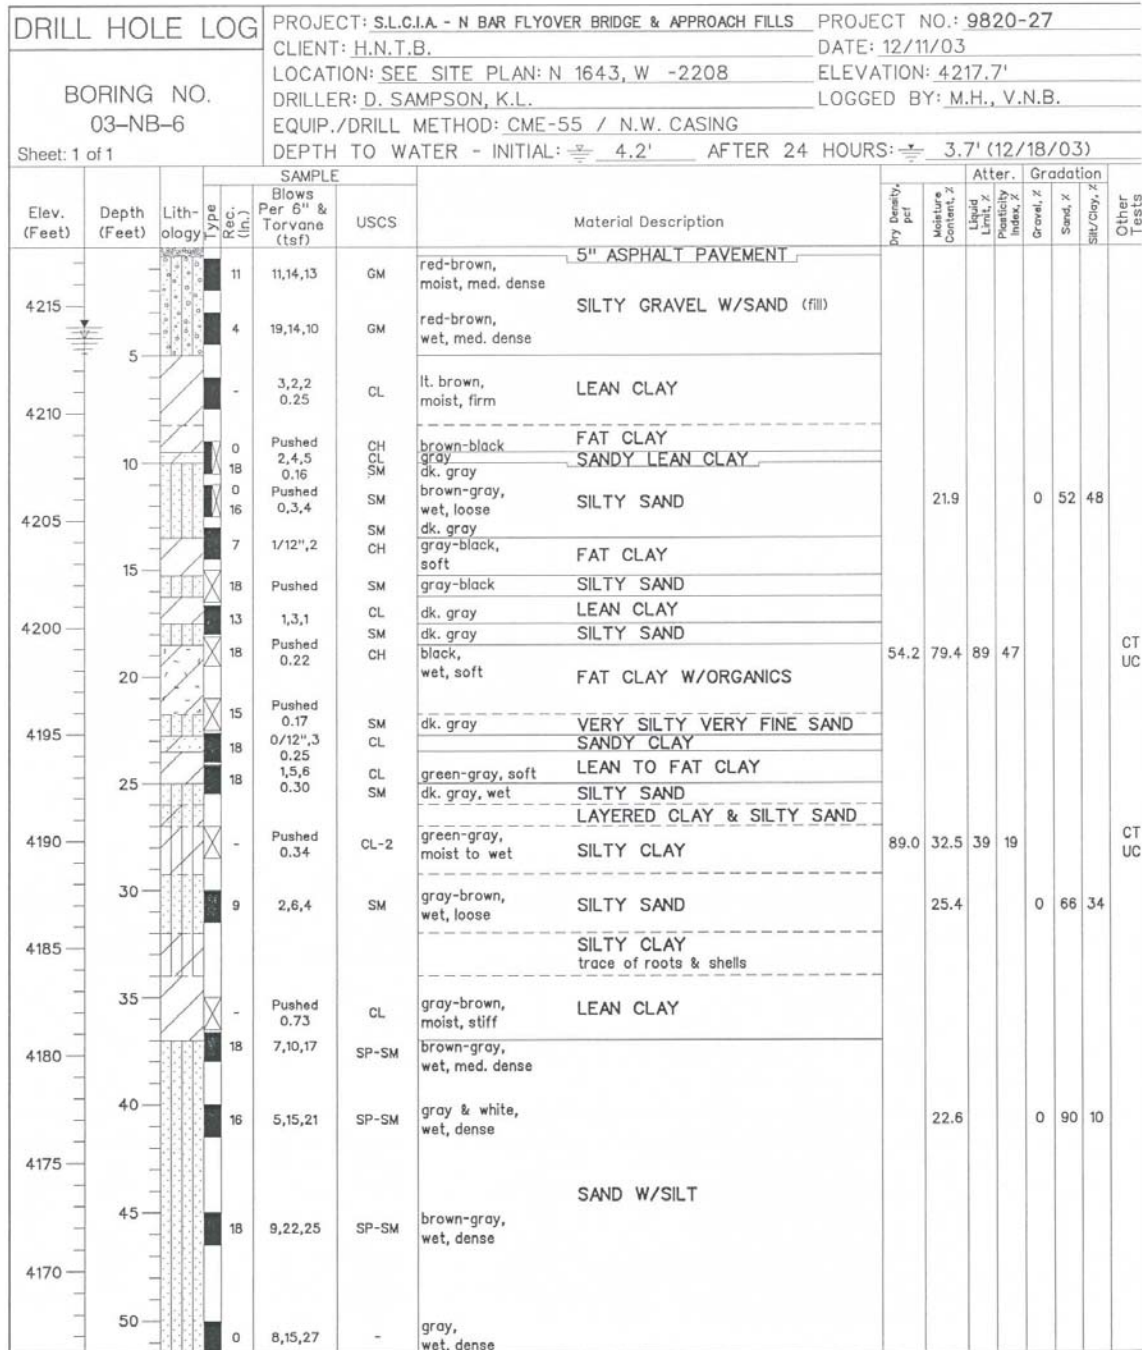 DRILL HOLE LOG
BORING NO.
03-NB-6
Sheet: 1 of 1
PROJECT: S.L.C.I.A. - N BAR FLYOVER BRIDGE & APPROACH FILLS PROJECT NO.: 9820-27
CLIENT: H.N.T.B. DATE: 12/11/03
LOCATION: SEE SITE PLAN: N 1643, W -2208 ELEVATION: 4217.7'
DRILLER: D. SAMPSON, K.L. LOGGED BY: M.H., V.N.B.
EQUIP./DRILL METHOD: CME-55 / N.W. CASING
DEPTH TO WATER - INITIAL: 4.2' AFTER 24 HOURS: 3.7' (12/18/03)
SAMPLE Atter. Gradation
Elev. (Feet) Depth (Feet) Lith-ology Type Rec. (In.) Blows Per 6" & Torvane (tsf) USCS Material Description Dry Density, pcf Moisture Content, % Liquid Limit, % Plasticity Index, % Gravel, % Sand, % Silt/Clay, % Other Tests
5" ASPHALT PAVEMENT
11 11,14,13 GM red-brown,
moist, med. dense
4215 SILTY GRAVEL W/SAND (fill)
4 19,14,10 GM red-brown,
wet, med. dense
5
- 3,2,2 CL lt. brown, LEAN CLAY
0.25 moist, firm
4210
0 Pushed CH brown-black FAT CLAY
2,4,5 CL gray SANDY LEAN CLAY
10 18 0.16 SM dk. gray
0 Pushed SM brown-gray, SILTY SAND 21.9 0 52 48
16 0,3,4 wet, loose
4205 SM dk. gray
7 1/12",2 CH gray-black, FAT CLAY
soft
15
18 Pushed SM gray-black SILTY SAND
13 1,3,1 CL dk. gray LEAN CLAY
4200 SM dk. gray SILTY SAND
18 Pushed CH black, 54.2 79.4 89 47 CT
0.22 wet, soft UC
20 FAT CLAY W/ORGANICS
15 Pushed
0.17 SM dk. gray VERY SILTY VERY FINE SAND
4195 18 0/12",3 CL SANDY CLAY
0.25
18 1,5,6 CL green-gray, soft LEAN TO FAT CLAY
25 0.30 SM dk. gray, wet SILTY SAND
LAYERED CLAY & SILTY SAND
4190 - Pushed CL-2 green-gray, SILTY CLAY 89.0 32.5 39 19 CT
0.34 moist to wet UC
30
9 2,6,4 SM gray-brown, SILTY SAND 25.4 0 66 34
wet, loose
4185 SILTY CLAY
trace of roots & shells
35
- Pushed CL gray-brown, LEAN CLAY
0.73 moist, stiff
4180 18 7,10,17 SP-SM brown-gray,
wet, med. dense
40
16 5,15,21 SP-SM gray & white, 22.6 0 90 10
wet, dense
4175
SAND W/SILT
45
18 9,22,25 SP-SM brown-gray,
wet, dense
4170
50
0 8,15,27 - gray,
wet, dense